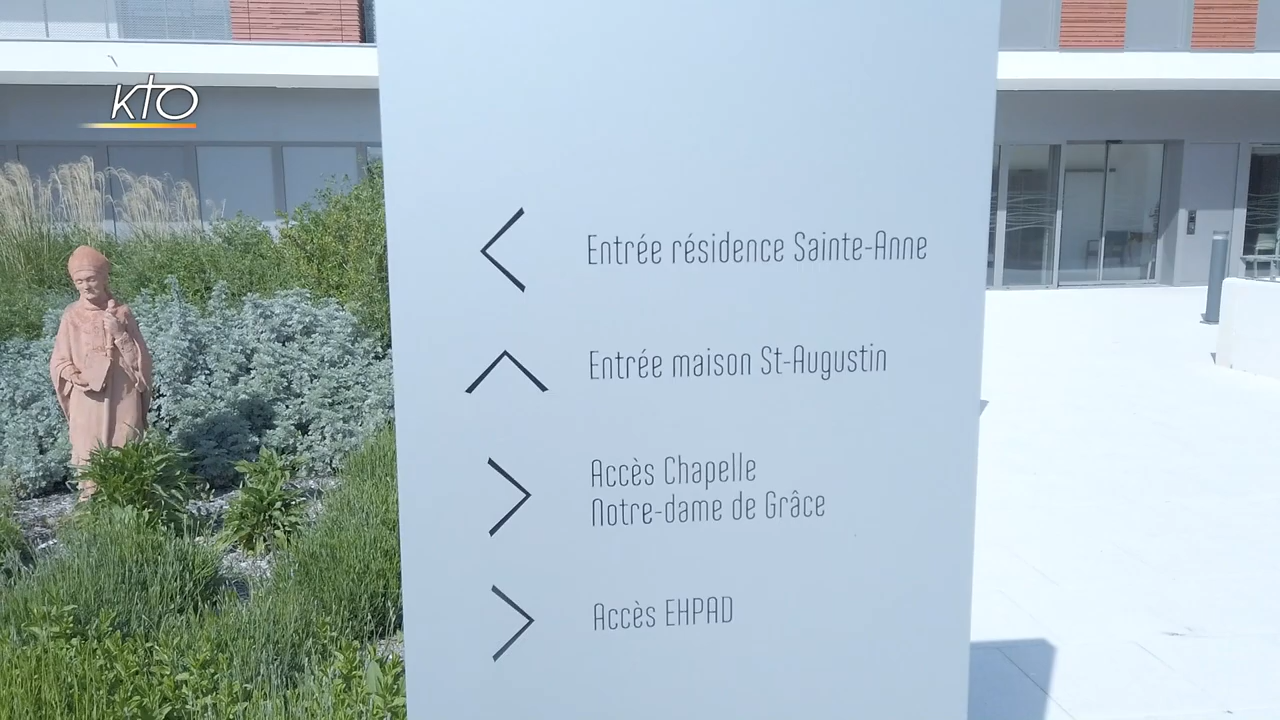 KTO
Entrée résidence Sainte-Anne
Entrée maison St-Augustin
Accès Chapelle
Notre-dame de Grâce
Accès EHPAD